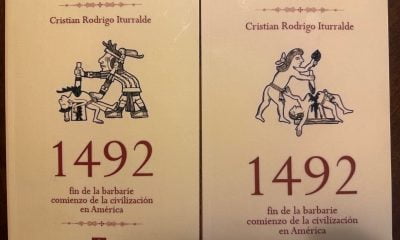 Cristian Rodrigo Iturralde
1492
fin de la barbarie
comienzo de la civilización
en América
Cristian Rodrigo Iturralde
1492
fin de la barbarie
comienzo de la civilización
en América